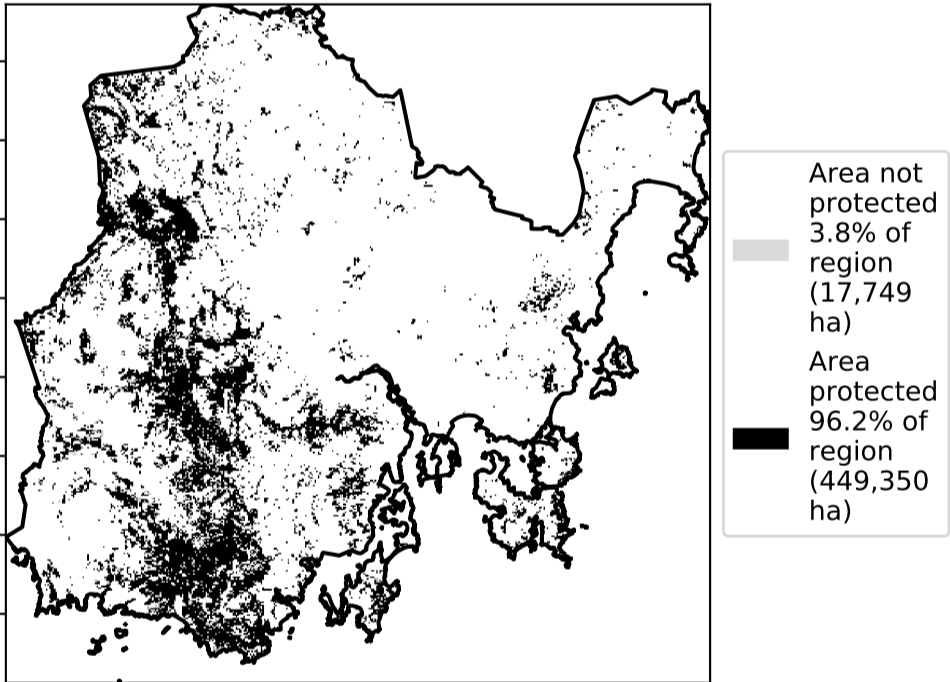 Area not
protected
3.8% of
region
(17,749
ha)
Area
protected
96.2% of
region
(449,350
ha)